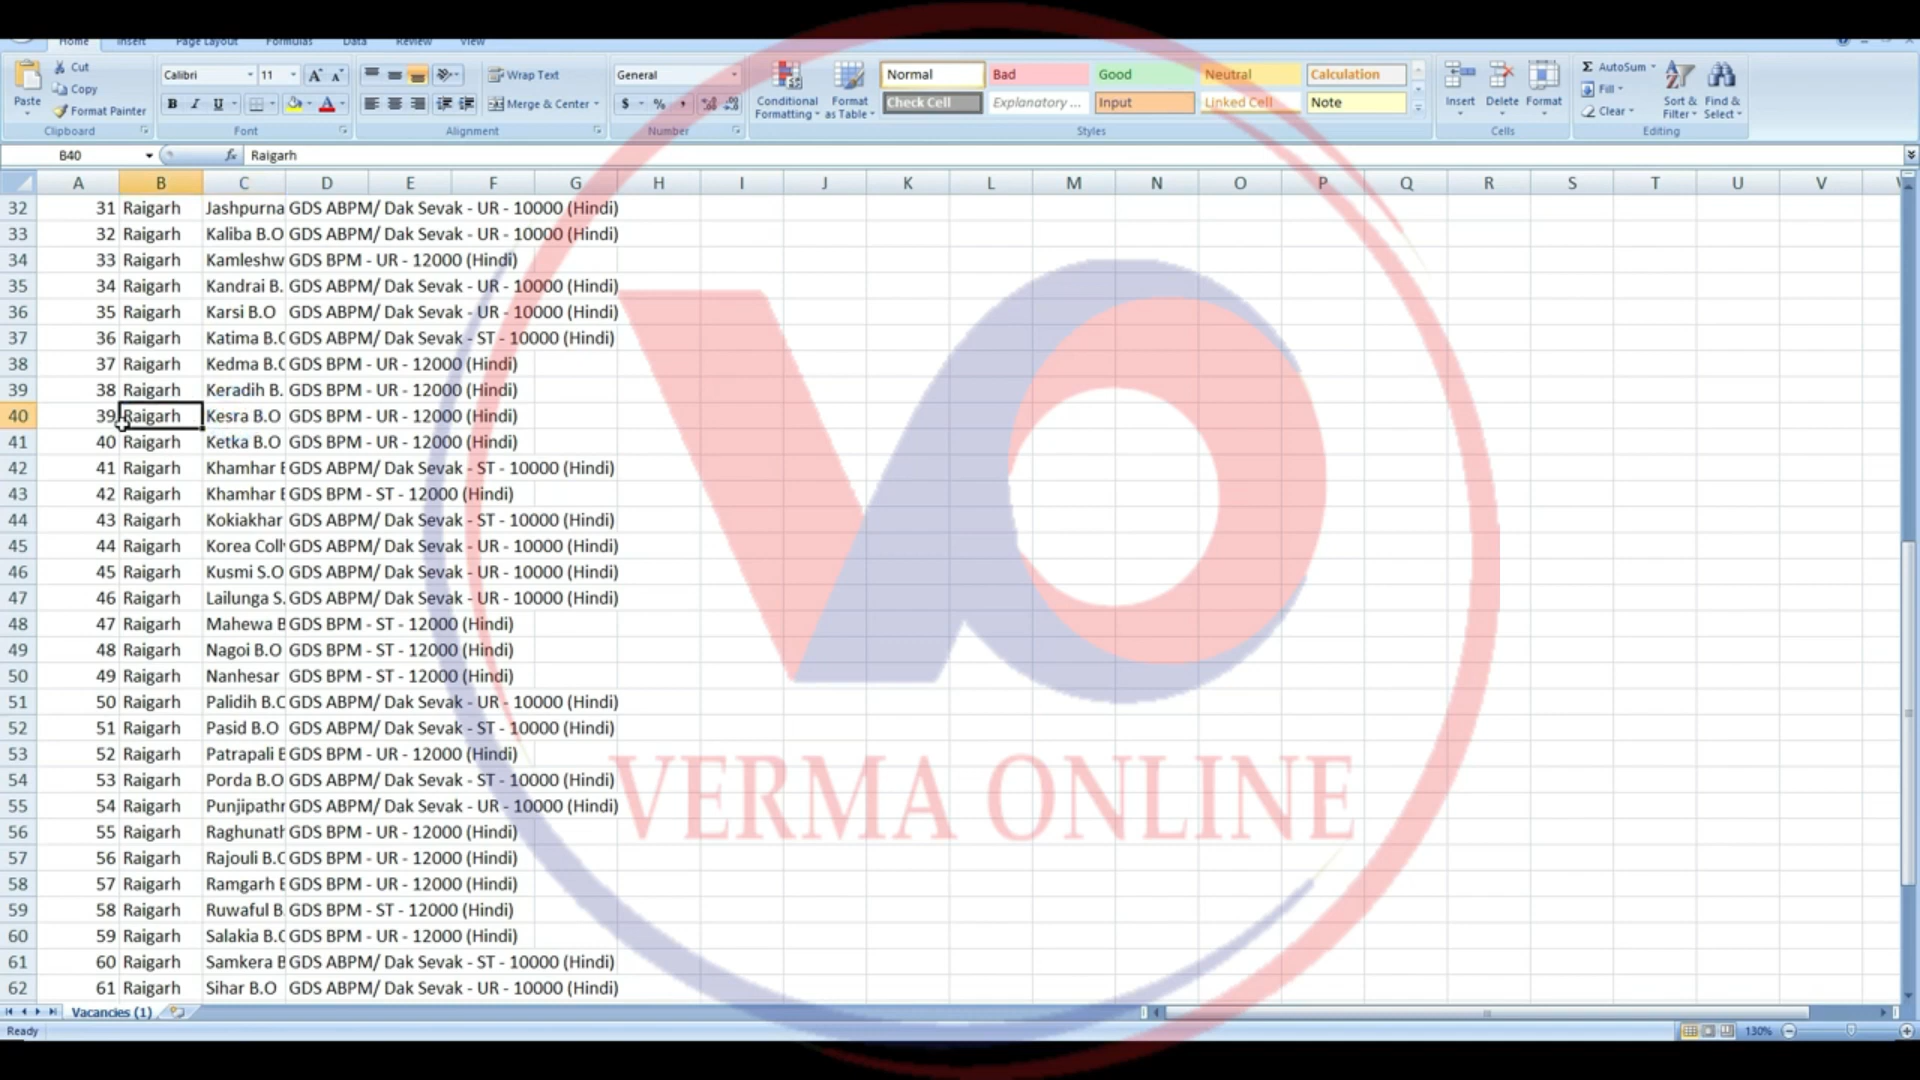 Home Insert Page Layout Formulas Data Review View
Cut Calibri 11 Wrap Text General Normal Bad Good Neutral Calculation Σ AutoSum
Copy Conditional Format Fill
Paste Format Painter B I U Merge & Center $ % , Formatting as Table Check Cell Explanatory ... Input Linked Cell Note Insert Delete Format Clear Sort & Filter Find & Select
Clipboard Font Alignment Number Styles Cells Editing
B40 fx Raigarh
A B C D E F G H I J K L M N O P Q R S T U V
32 31 Raigarh Jashpurna GDS ABPM/ Dak Sevak - UR - 10000 (Hindi)
33 32 Raigarh Kaliba B.O GDS ABPM/ Dak Sevak - UR - 10000 (Hindi)
34 33 Raigarh Kamleshw GDS BPM - UR - 12000 (Hindi)
35 34 Raigarh Kandrai B. GDS ABPM/ Dak Sevak - UR - 10000 (Hindi)
36 35 Raigarh Karsi B.O GDS ABPM/ Dak Sevak - UR - 10000 (Hindi)
37 36 Raigarh Katima B.O GDS ABPM/ Dak Sevak - ST - 10000 (Hindi)
38 37 Raigarh Kedma B.O GDS BPM - UR - 12000 (Hindi)
39 38 Raigarh Keradih B. GDS BPM - UR - 12000 (Hindi)
40 39 Raigarh Kesra B.O GDS BPM - UR - 12000 (Hindi)
41 40 Raigarh Ketka B.O GDS BPM - UR - 12000 (Hindi)
42 41 Raigarh Khamhar GDS ABPM/ Dak Sevak - ST - 10000 (Hindi)
43 42 Raigarh Khamhar GDS BPM - ST - 12000 (Hindi)
44 43 Raigarh Kokiakhar GDS ABPM/ Dak Sevak - ST - 10000 (Hindi)
45 44 Raigarh Korea Coll GDS ABPM/ Dak Sevak - UR - 10000 (Hindi)
46 45 Raigarh Kusmi S.O GDS ABPM/ Dak Sevak - UR - 10000 (Hindi)
47 46 Raigarh Lailunga S. GDS ABPM/ Dak Sevak - UR - 10000 (Hindi)
48 47 Raigarh Mahewa B GDS BPM - ST - 12000 (Hindi)
49 48 Raigarh Nagoi B.O GDS BPM - ST - 12000 (Hindi)
50 49 Raigarh Nanhesar GDS BPM - ST - 12000 (Hindi)
51 50 Raigarh Palidih B.O GDS ABPM/ Dak Sevak - UR - 10000 (Hindi)
52 51 Raigarh Pasid B.O GDS ABPM/ Dak Sevak - ST - 10000 (Hindi)
53 52 Raigarh Patrapali GDS BPM - UR - 12000 (Hindi)
54 53 Raigarh Porda B.O GDS ABPM/ Dak Sevak - ST - 10000 (Hindi)
55 54 Raigarh Punjipathr GDS ABPM/ Dak Sevak - UR - 10000 (Hindi)
56 55 Raigarh Raghunath GDS BPM - UR - 12000 (Hindi)
57 56 Raigarh Rajouli B.O GDS BPM - UR - 12000 (Hindi)
58 57 Raigarh Ramgarh GDS BPM - UR - 12000 (Hindi)
59 58 Raigarh Ruwaful B. GDS BPM - ST - 12000 (Hindi)
60 59 Raigarh Salakia B.O GDS BPM - UR - 12000 (Hindi)
61 60 Raigarh Samkera B GDS ABPM/ Dak Sevak - ST - 10000 (Hindi)
62 61 Raigarh Sihar B.O GDS ABPM/ Dak Sevak - UR - 10000 (Hindi)
VO
VERMA ONLINE
Vacancies (1)
Ready 130%